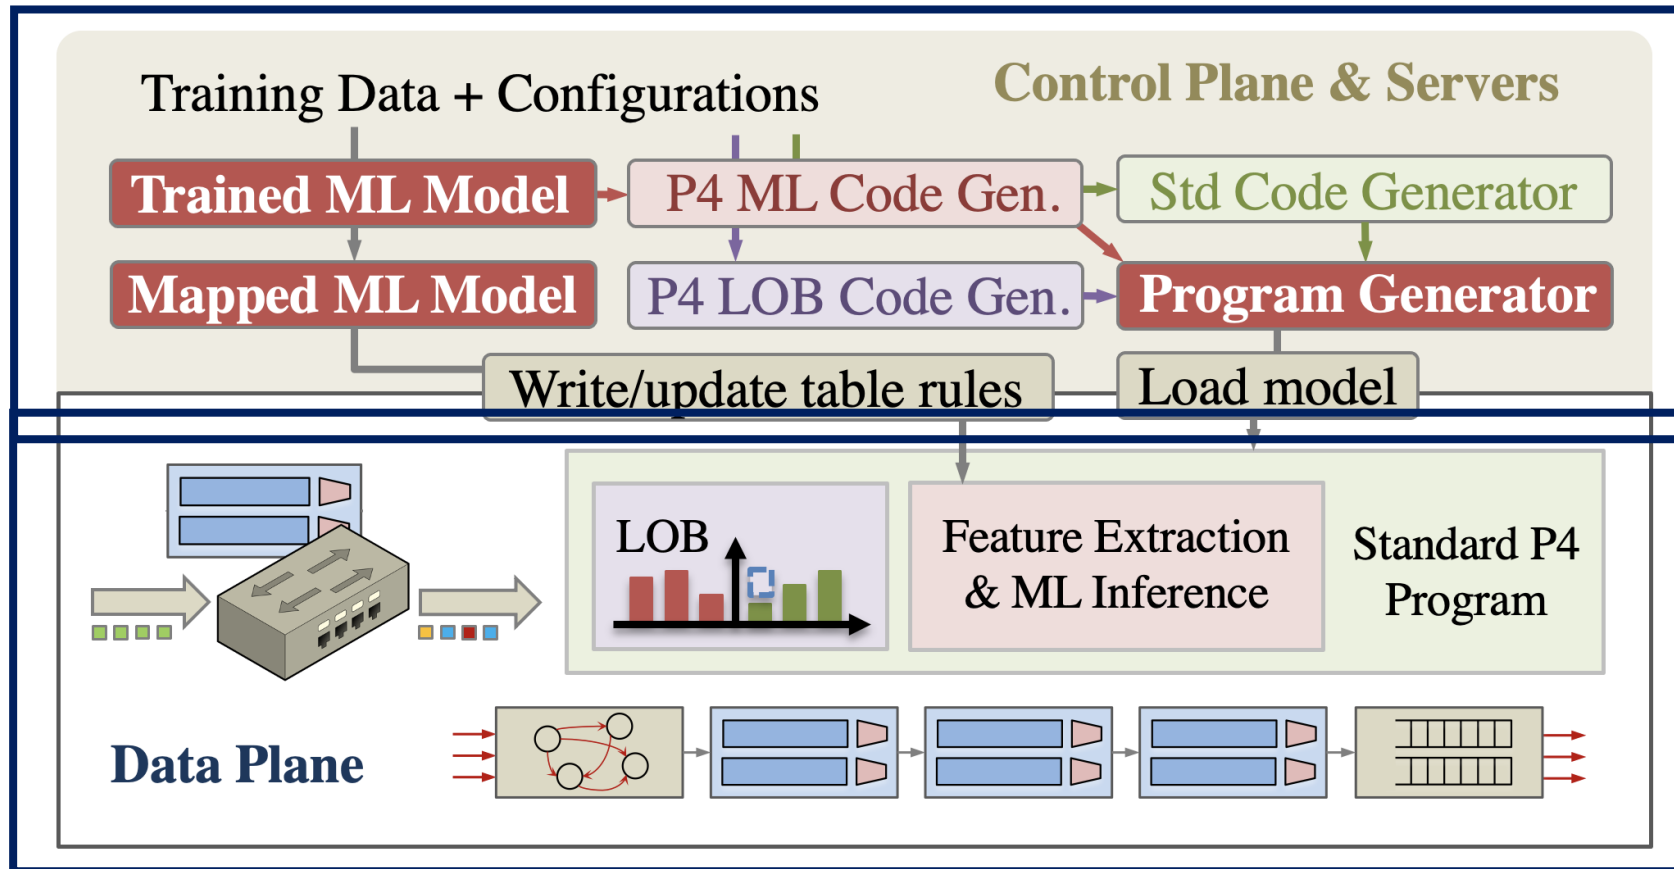 Training Data + Configurations
Control Plane & Servers
Trained ML Model
P4 ML Code Gen.
Std Code Generator
Mapped ML Model
P4 LOB Code Gen.
Program Generator
Write/update table rules
Load model
LOB
Feature Extraction
& ML Inference
Standard P4
Program
Data Plane